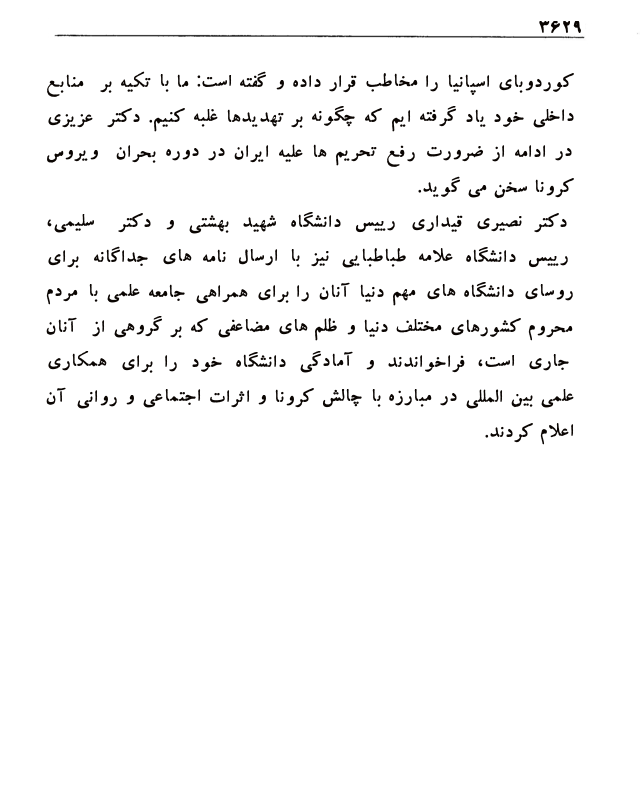 ۳۶۲۹
کوردوبای اسپانیا را مخاطب قرار داده و گفته است: ما با تکیه بر منابع
داخلی خود یاد گرفته ایم که چگونه بر تهدیدها غلبه کنیم. دکتر عزیزی
در ادامه از ضرورت رفع تحریم ها علیه ایران در دوره بحران ویروس
کرونا سخن می گوید.
دکتر نصیری قیداری رییس دانشگاه شهید بهشتی و دکتر سلیمی،
رییس دانشگاه علامه طباطبایی نیز با ارسال نامه های جداگانه برای
روسای دانشگاه های مهم دنیا آنان را برای همراهی جامعه علمی با مردم
محروم کشورهای مختلف دنیا و ظلم های مضاعفی که بر گروهی از آنان
جاری است، فراخواندند و آمادگی دانشگاه خود را برای همکاری
علمی بین المللی در مبارزه با چالش کرونا و اثرات اجتماعی و روانی آن
اعلام کردند.